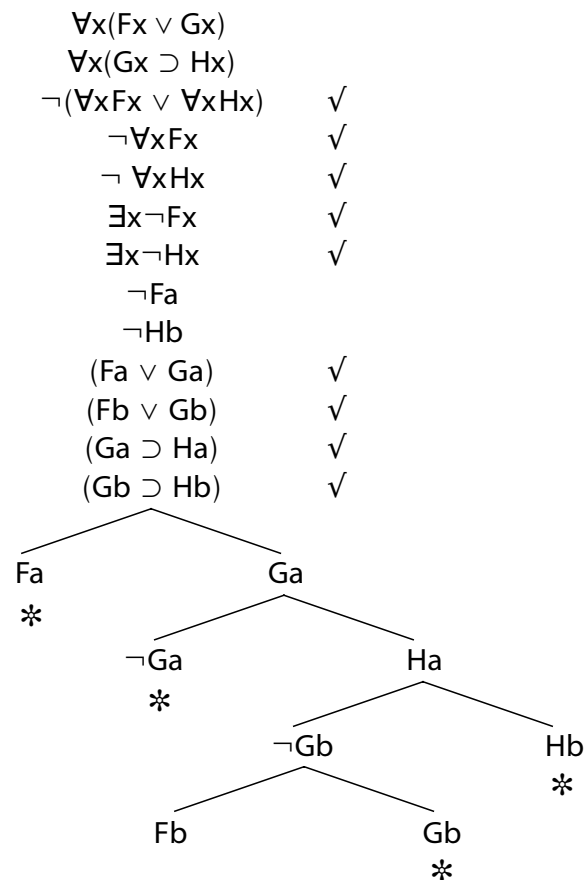 ∀x(Fx ∨ Gx)
∀x(Gx ⊃ Hx)
¬(∀xFx ∨ ∀xHx) √
¬∀xFx √
¬ ∀xHx √
∃x¬Fx √
∃x¬Hx √
¬Fa
¬Hb
(Fa ∨ Ga) √
(Fb ∨ Gb) √
(Ga ⊃ Ha) √
(Gb ⊃ Hb) √
Fa Ga
✲
¬Ga Ha
✲
¬Gb Hb
✲
Fb Gb
✲